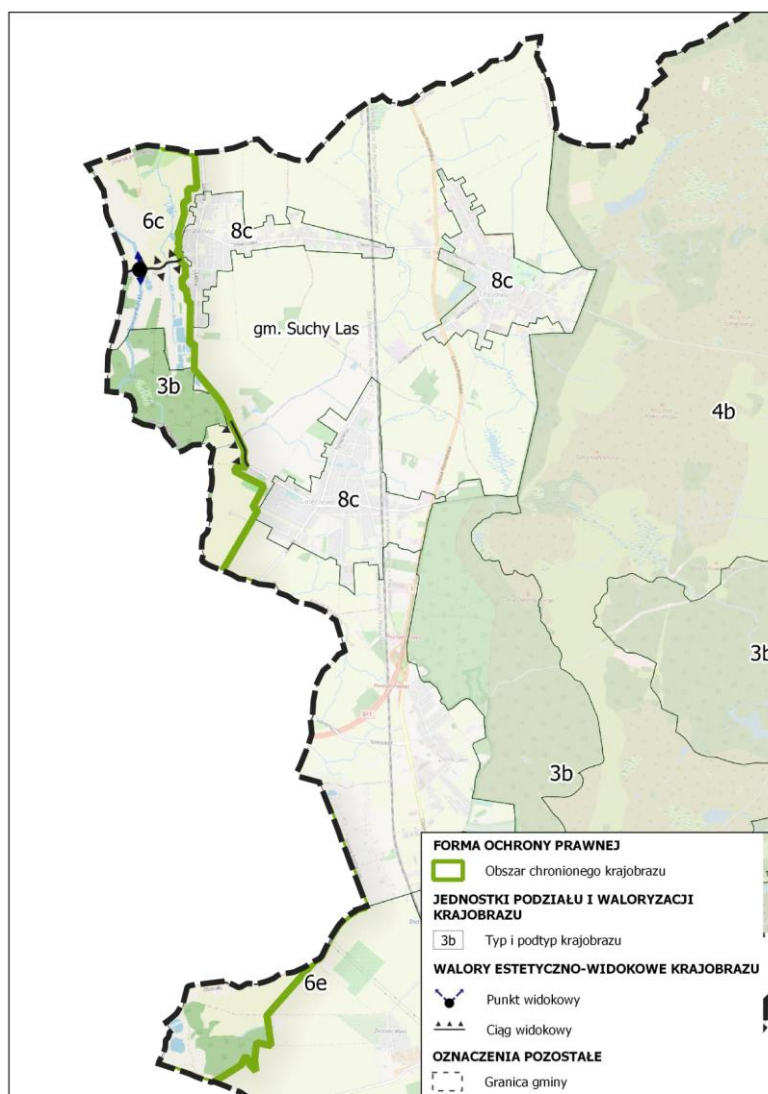 6c
8c
8c
gm. Suchy Las
3b
4b
8c
3b
3b
6e
FORMA OCHRONY PRAWNEJ
Obszar chronionego krajobrazu
JEDNOSTKI PODZIAŁU I WALORYZACJI
KRAJOBRAZU
3b Typ i podtyp krajobrazu
WALORY ESTETYCZNO-WIDOKOWE KRAJOBRAZU
Punkt widokowy
Ciąg widokowy
OZNACZENIA POZOSTAŁE
Granica gminy